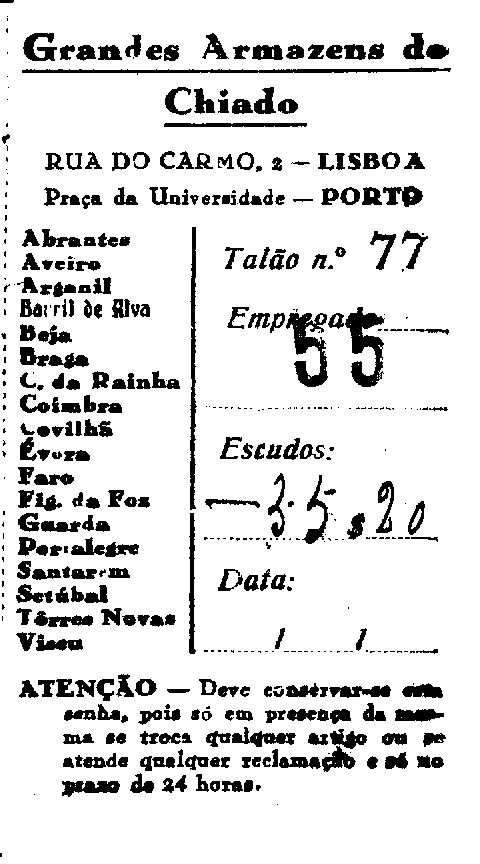 Grandes Armazens do
Chiado
RUA DO CARMO, 2 — LISBOA
Praça da Universidade — PORTO
Abrantes
Aveiro
Arganil
Barril de Alva
Beja
Braga
C. da Rainha
Coimbra
Covilhã
Évora
Faro
Fig. da Foz
Guarda
Portalegre
Santarem
Setúbal
Tôrres Novas
Viseu
Talão n.º 77
Empregado
55
Escudos:
— 35$20
Data:
/ /
ATENÇÃO — Deve conservar-se esta
senha, pois só em presença da mes-
ma se troca qualquer artigo ou se
atende qualquer reclamação e só no
prazo de 24 horas.